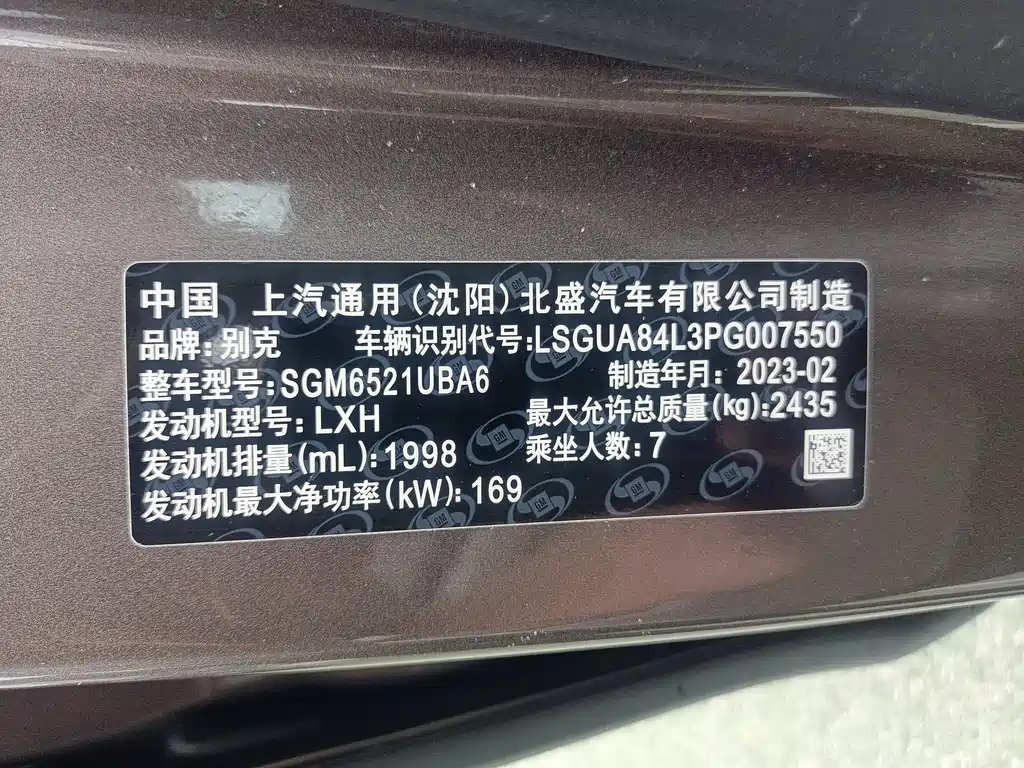 中国 上汽通用(沈阳)北盛汽车有限公司制造
品牌:别克 车辆识别代号:LSGUA84L3PG007550
整车型号:SGM6521UBA6 制造年月:2023-02
发动机型号:LXH 最大允许总质量(kg):2435
发动机排量(mL):1998 乘坐人数:7
发动机最大净功率(kW):169